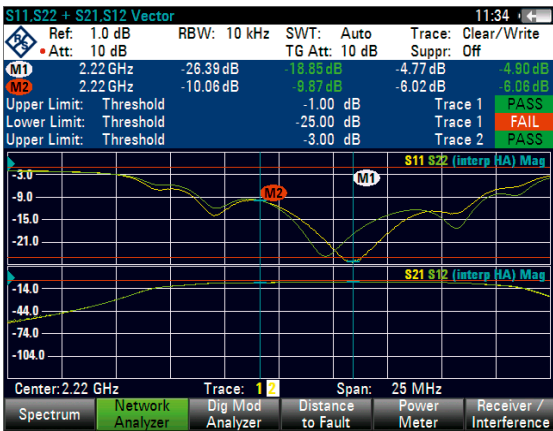 S11,S22 + S21,S12 Vector 11:34
Ref: 1.0 dB RBW: 10 kHz SWT: Auto Trace: Clear/Write
Att: 10 dB TG Att: 10 dB Suppr: Off
M1 2.22 GHz -26.39 dB -18.85 dB -4.77 dB -4.90 dB
M2 2.22 GHz -10.06 dB -9.87 dB -6.02 dB -6.06 dB
Upper Limit: Threshold -1.00 dB Trace 1 PASS
Lower Limit: Threshold -25.00 dB Trace 1 FAIL
Upper Limit: Threshold -3.00 dB Trace 2 PASS
S11 S22 (interp HA) Mag
-3.0
M1
M2
-9.0
-15.0
-21.0
S21 S12 (interp HA) Mag
-14.0
-44.0
-74.0
-104.0
Center: 2.22 GHz Trace: 1 2 Span: 25 MHz
Spectrum Network Analyzer Dig Mod Analyzer Distance to Fault Power Meter Receiver / Interference